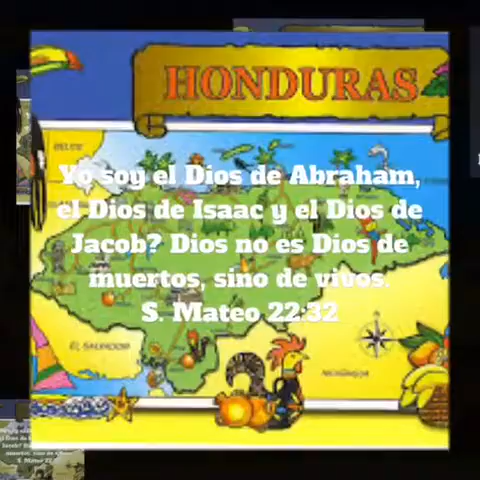 HONDURAS
BELICE
Yo soy el Dios de Abraham,
el Dios de Isaac y el Dios de
Jacob? Dios no es Dios de
muertos, sino de vivos.
S. Mateo 22:32
EL SALVADOR
NICARAGUA